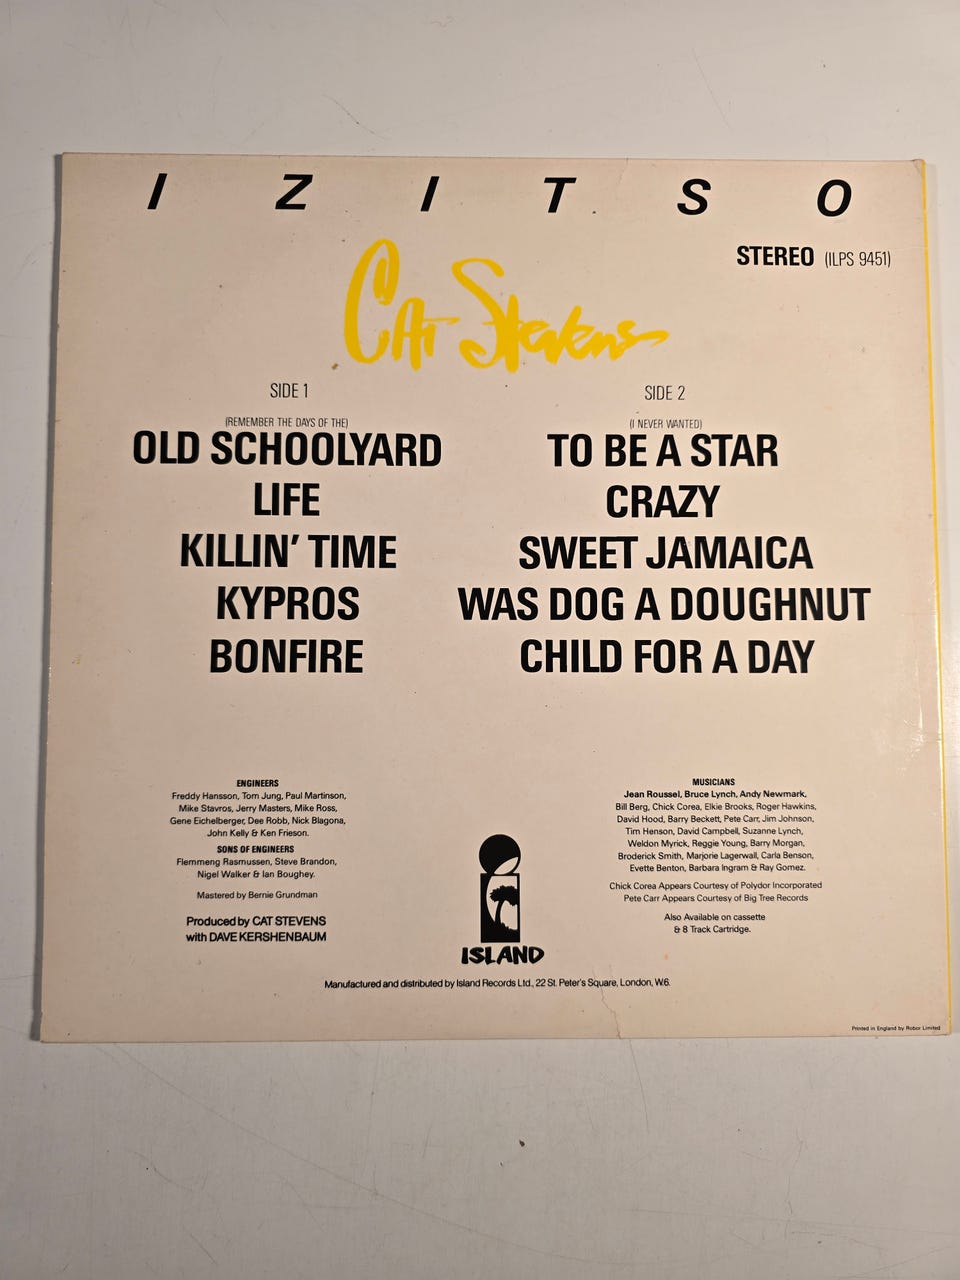 IZITSO
STEREO (ILPS 9451)
Cat Stevens
SIDE 1
(REMEMBER THE DAYS OF THE)
OLD SCHOOLYARD
LIFE
KILLIN' TIME
KYPROS
BONFIRE
SIDE 2
(I NEVER WANTED)
TO BE A STAR
CRAZY
SWEET JAMAICA
WAS DOG A DOUGHNUT
CHILD FOR A DAY
ENGINEERS
Freddy Hansson, Tom Jung, Paul Martinson,
Mike Stavros, Jerry Masters, Mike Ross,
Gene Eichelberger, Dee Robb, Nick Blagona,
John Kelly & Ken Frieson.
SONS OF ENGINEERS
Flemmeng Rasmussen, Steve Brandon,
Nigel Walker & Ian Boughey.
Mastered by Bernie Grundman
Produced by CAT STEVENS
with DAVE KERSHENBAUM
MUSICIANS
Jean Roussel, Bruce Lynch, Andy Newmark,
Bill Berg, Chick Corea, Elkie Brooks, Roger Hawkins,
David Hood, Barry Beckett, Pete Carr, Jim Johnson,
Tim Henson, David Campbell, Suzanne Lynch,
Weldon Myrick, Reggie Young, Barry Morgan,
Broderick Smith, Marjorie Lagerwall, Carla Benson,
Evette Benton, Barbara Ingram & Ray Gomez.
Chick Corea Appears Courtesy of Polydor Incorporated
Pete Carr Appears Courtesy of Big Tree Records
Also Available on cassette
& 8 Track Cartridge.
ISLAND
Manufactured and distributed by Island Records Ltd., 22 St. Peter's Square, London, W.6.
Printed in England by Robor Limited